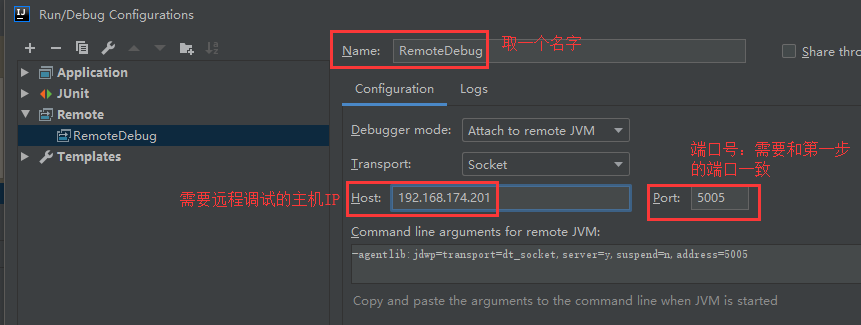 IJ Run/Debug Configurations
Name: RemoteDebug 取一个名字 Share thro
Application
JUnit
Remote
RemoteDebug
Templates
Configuration Logs
Debugger mode: Attach to remote JVM
Transport: Socket
端口号：需要和第一步
的端口一致
需要远程调试的主机IP
Host: 192.168.174.201 Port: 5005
Command line arguments for remote JVM:
-agentlib:jdwp=transport=dt_socket,server=y,suspend=n,address=5005
Copy and paste the arguments to the command line when JVM is started